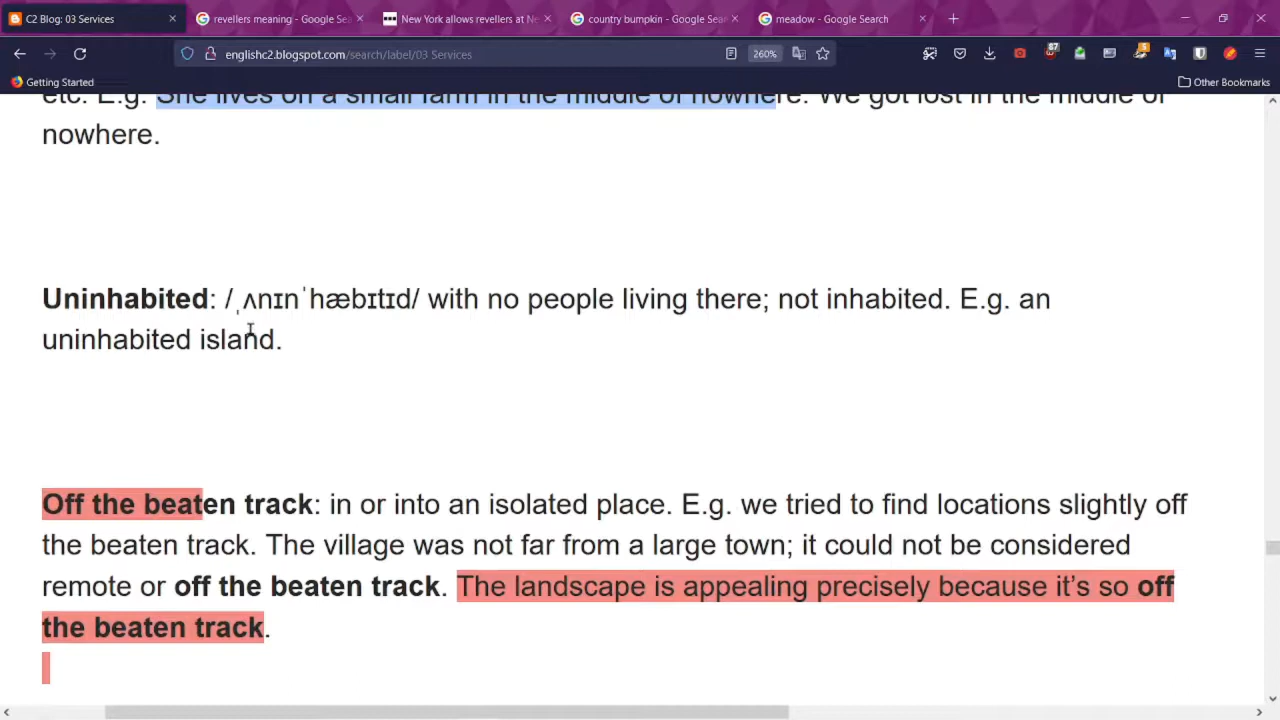 C2 Blog: 03 Services
revellers meaning - Google Sea
New York allows revellers at Ne
country bumpkin - Google Searc
meadow - Google Search
englishc2.blogspot.com/search/label/03 Services
260%
87
5
Getting Started
Other Bookmarks
etc. E.g. She lives on a small farm in the middle of nowhere. We got lost in the middle of
nowhere.
Uninhabited: /ˌʌnɪnˈhæbɪtɪd/ with no people living there; not inhabited. E.g. an
uninhabited island.
Off the beaten track: in or into an isolated place. E.g. we tried to find locations slightly off
the beaten track. The village was not far from a large town; it could not be considered
remote or off the beaten track. The landscape is appealing precisely because it’s so off
the beaten track.